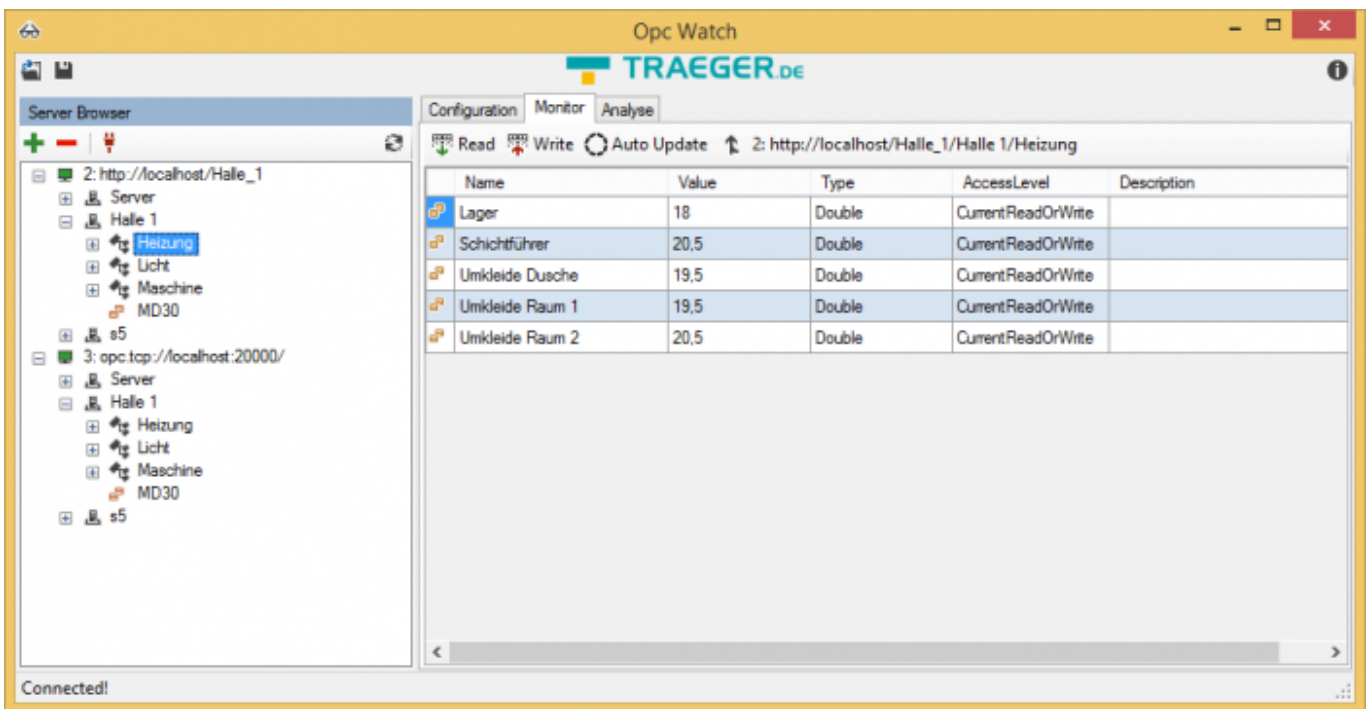 Opc Watch
TRAEGER.DE
Server Browser
2: http://localhost/Halle_1
Server
Halle 1
Heizung
Licht
Maschine
MD30
s5
3: opc.tcp://localhost:20000/
Server
Halle 1
Heizung
Licht
Maschine
MD30
s5
Configuration Monitor Analyse
Read Write Auto Update 2: http://localhost/Halle_1/Halle 1/Heizung
Name Value Type AccessLevel Description
Lager 18 Double CurrentReadOrWrite
Schichtführer 20,5 Double CurrentReadOrWrite
Umkleide Dusche 19,5 Double CurrentReadOrWrite
Umkleide Raum 1 19,5 Double CurrentReadOrWrite
Umkleide Raum 2 20,5 Double CurrentReadOrWrite
Connected!